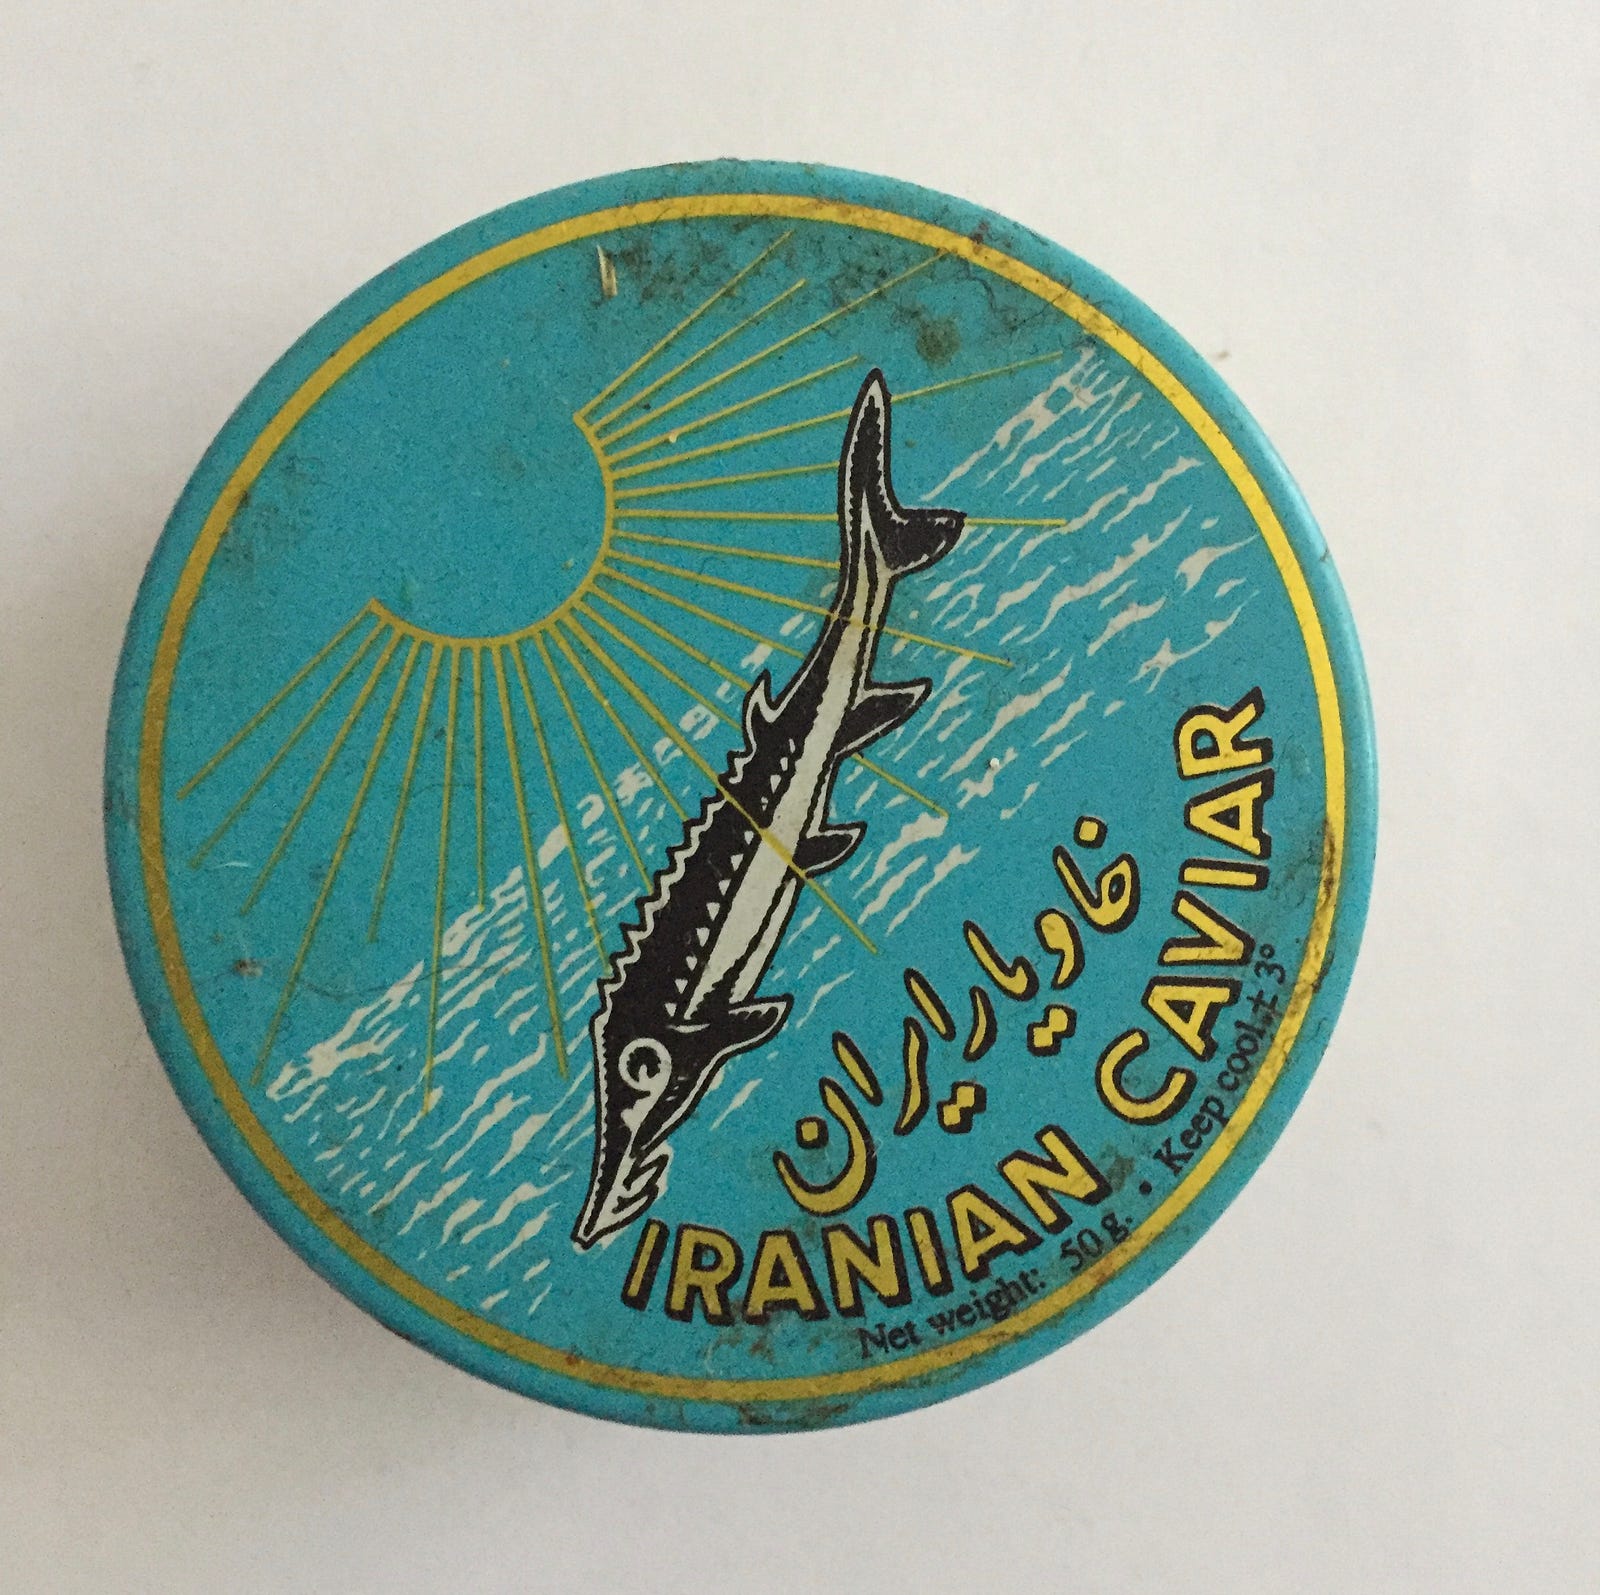 خاویار ایران
IRANIAN CAVIAR
Net weight: 50 g. • Keep cool ± 3°